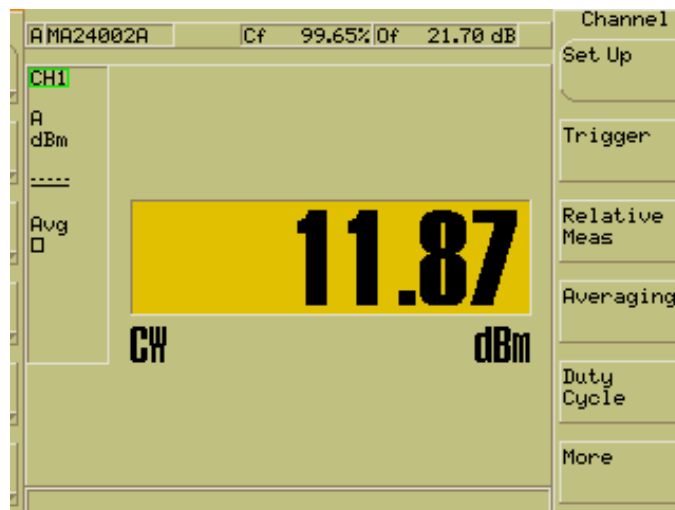 A MA24002A Cf 99.65% Of 21.70 dB
CH1
A
dBm
-----
Avg
11.87
CW dBm
Channel
Set Up
Trigger
Relative
Meas
Averaging
Duty
Cycle
More